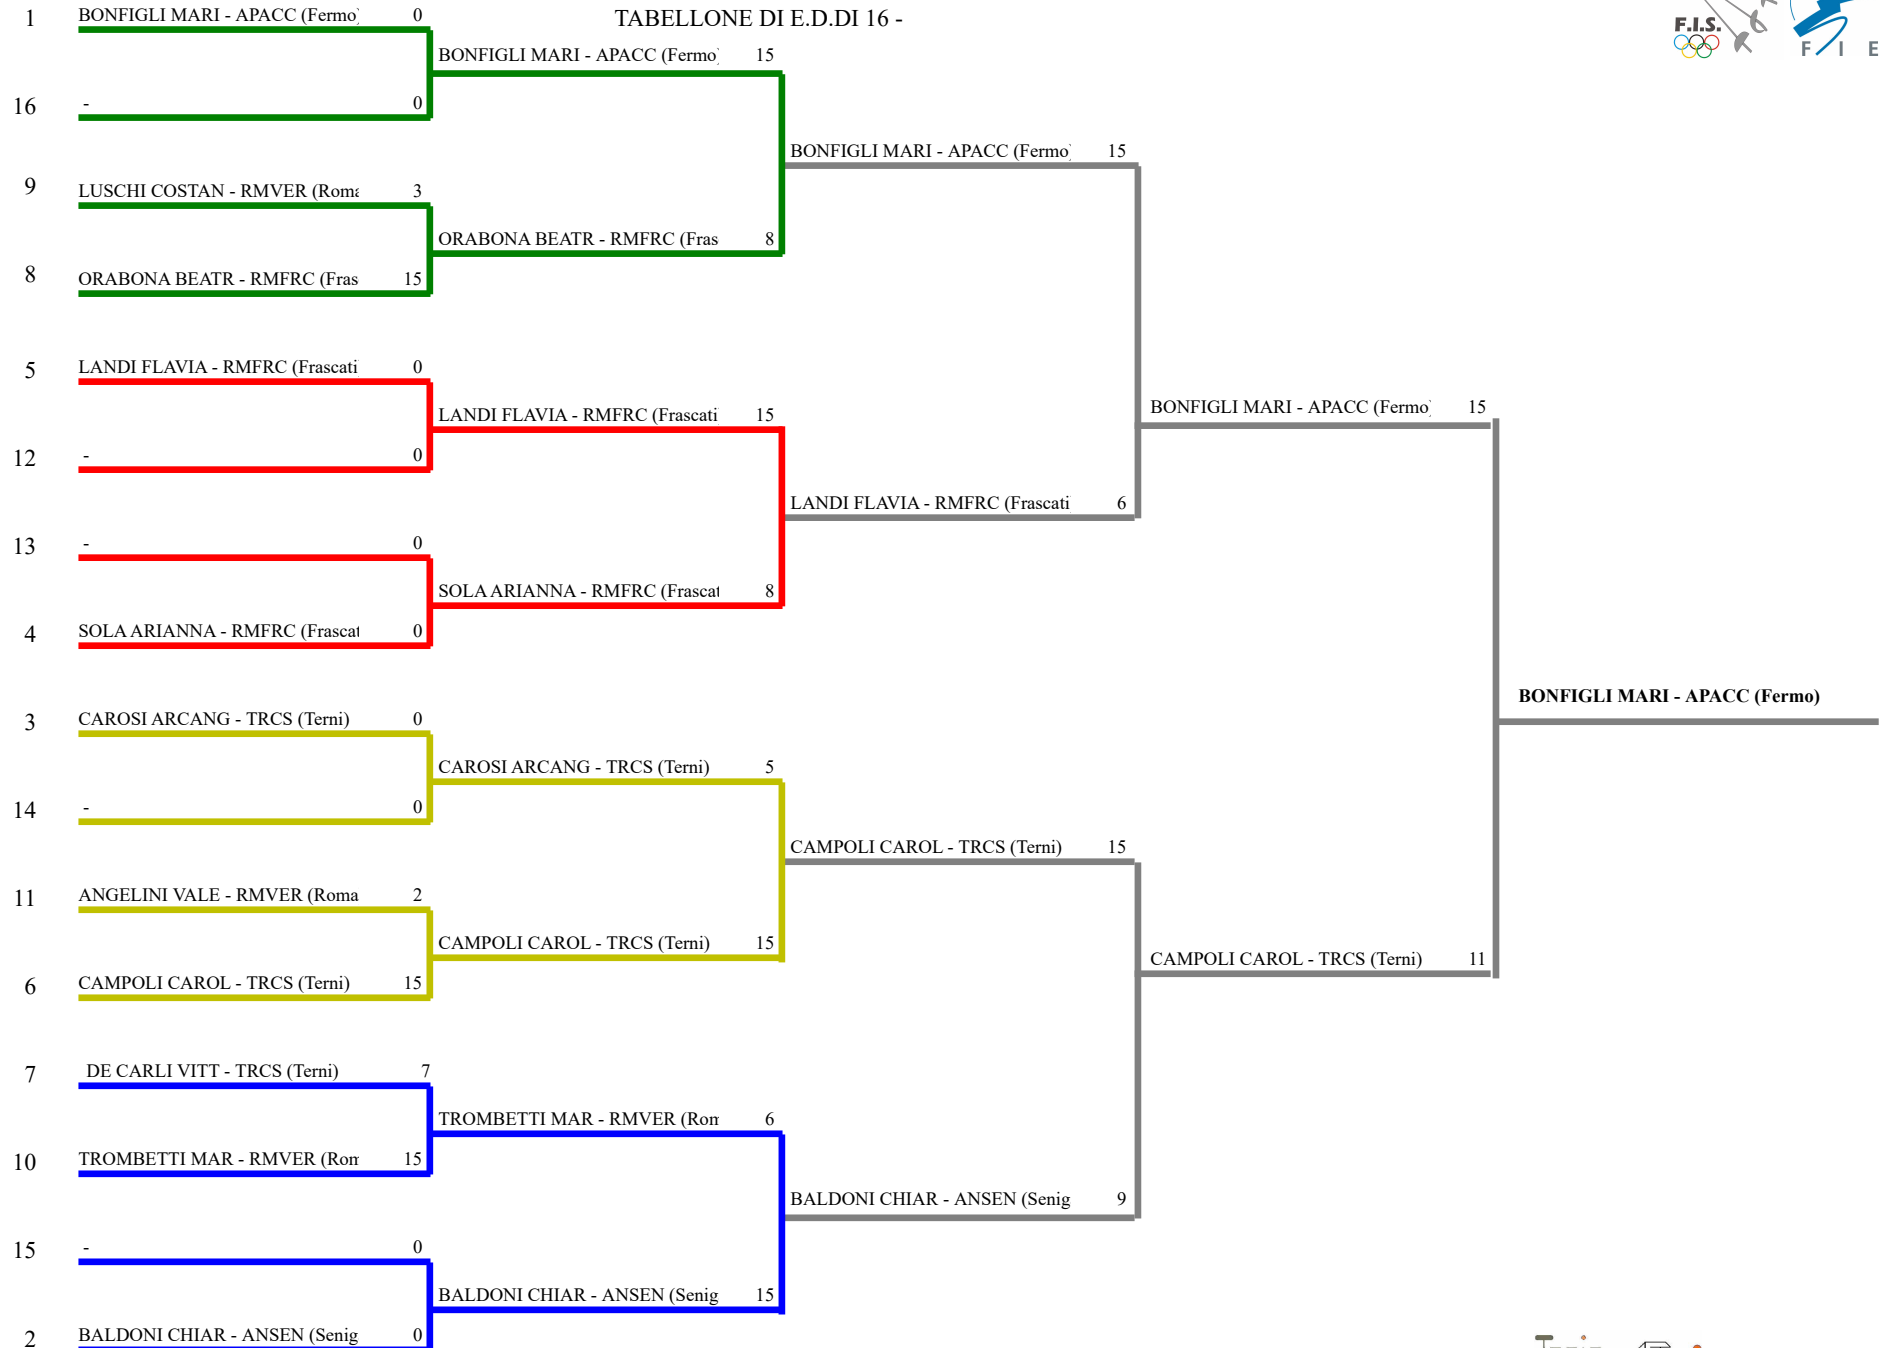 TABELLONE DI E.D.DI 16 -
F.I.S.
F I E
1 BONFIGLI MARI - APACC (Fermo) 0
BONFIGLI MARI - APACC (Fermo) 15
16 - 0
BONFIGLI MARI - APACC (Fermo) 15
9 LUSCHI COSTAN - RMVER (Roma 3
ORABONA BEATR - RMFRC (Fras 8
8 ORABONA BEATR - RMFRC (Fras 15
5 LANDI FLAVIA - RMFRC (Frascati 0
BONFIGLI MARI - APACC (Fermo) 15
LANDI FLAVIA - RMFRC (Frascati 15
12 - 0
LANDI FLAVIA - RMFRC (Frascati 6
13 - 0
SOLA ARIANNA - RMFRC (Frascat 8
4 SOLA ARIANNA - RMFRC (Frascat 0
BONFIGLI MARI - APACC (Fermo)
3 CAROSI ARCANG - TRCS (Terni) 0
CAROSI ARCANG - TRCS (Terni) 5
14 - 0
CAMPOLI CAROL - TRCS (Terni) 15
11 ANGELINI VALE - RMVER (Roma 2
CAMPOLI CAROL - TRCS (Terni) 15
CAMPOLI CAROL - TRCS (Terni) 11
6 CAMPOLI CAROL - TRCS (Terni) 15
7 DE CARLI VITT - TRCS (Terni) 7
TROMBETTI MAR - RMVER (Rom 6
10 TROMBETTI MAR - RMVER (Rom 15
BALDONI CHIAR - ANSEN (Senig 9
15 - 0
BALDONI CHIAR - ANSEN (Senig 15
2 BALDONI CHIAR - ANSEN (Senig 0